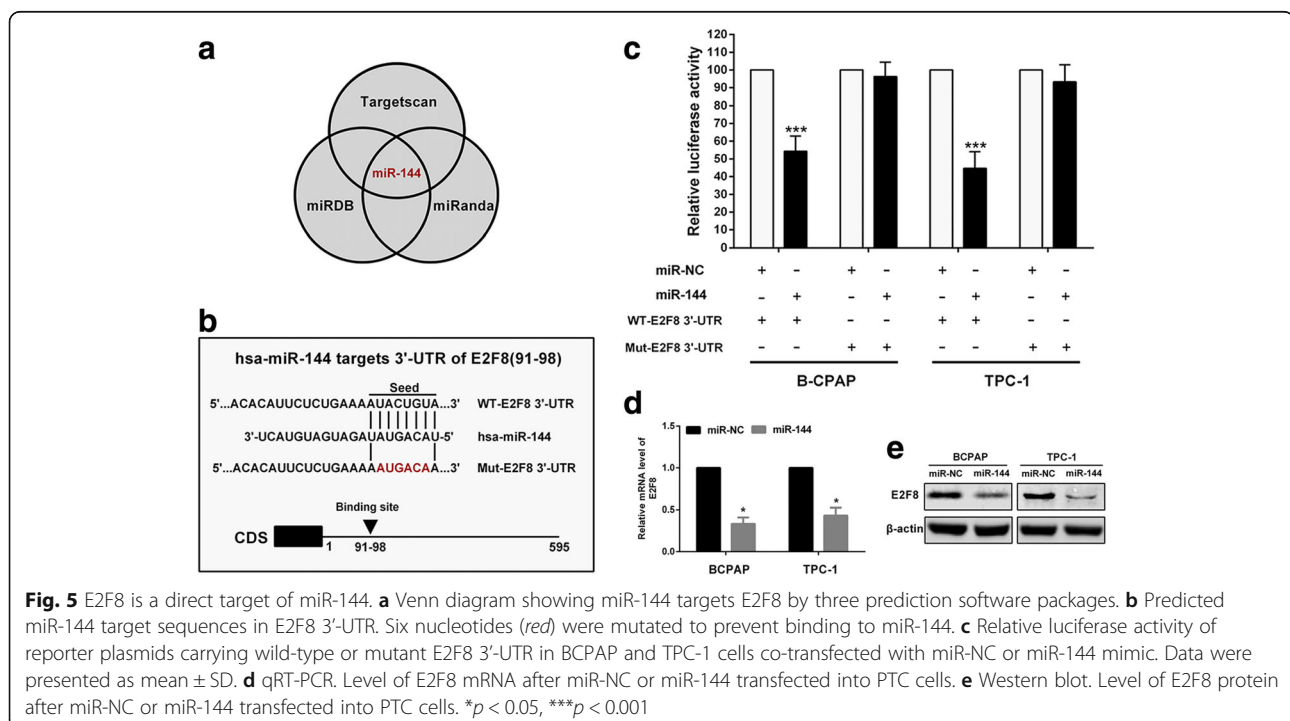 a
Targetscan
miR-144
miRDB
miRanda
b
hsa-miR-144 targets 3'-UTR of E2F8(91-98)
Seed
5'...ACACAUUCUCUGAAAAUACUGUA...3' WT-E2F8 3'-UTR
3'-UCAUGUAGUAGAUAUGACAU-5' hsa-miR-144
5'...ACACAUUCUCUGAAAAAUGACAA...3' Mut-E2F8 3'-UTR
Binding site
CDS
1 91-98 595
c
Relative luciferase activity
120
110
100
90
80
70
60
50
40
30
20
10
0
*** ***
miR-NC + - + - + - + -
miR-144 - + - + - + - +
WT-E2F8 3'-UTR + + - - + + - -
Mut-E2F8 3'-UTR - - + + - - + +
B-CPAP TPC-1
d
miR-NC miR-144
Relative mRNA level of
E2F8
1.5
1.0
0.5
0.0
* *
BCPAP TPC-1
e
BCPAP TPC-1
miR-NC miR-144 miR-NC miR-144
E2F8
β-actin
Fig. 5 E2F8 is a direct target of miR-144. a Venn diagram showing miR-144 targets E2F8 by three prediction software packages. b Predicted
miR-144 target sequences in E2F8 3′-UTR. Six nucleotides (red) were mutated to prevent binding to miR-144. c Relative luciferase activity of
reporter plasmids carrying wild-type or mutant E2F8 3′-UTR in BCPAP and TPC-1 cells co-transfected with miR-NC or miR-144 mimic. Data were
presented as mean ± SD. d qRT-PCR. Level of E2F8 mRNA after miR-NC or miR-144 transfected into PTC cells. e Western blot. Level of E2F8 protein
after miR-NC or miR-144 transfected into PTC cells. *p < 0.05, ***p < 0.001